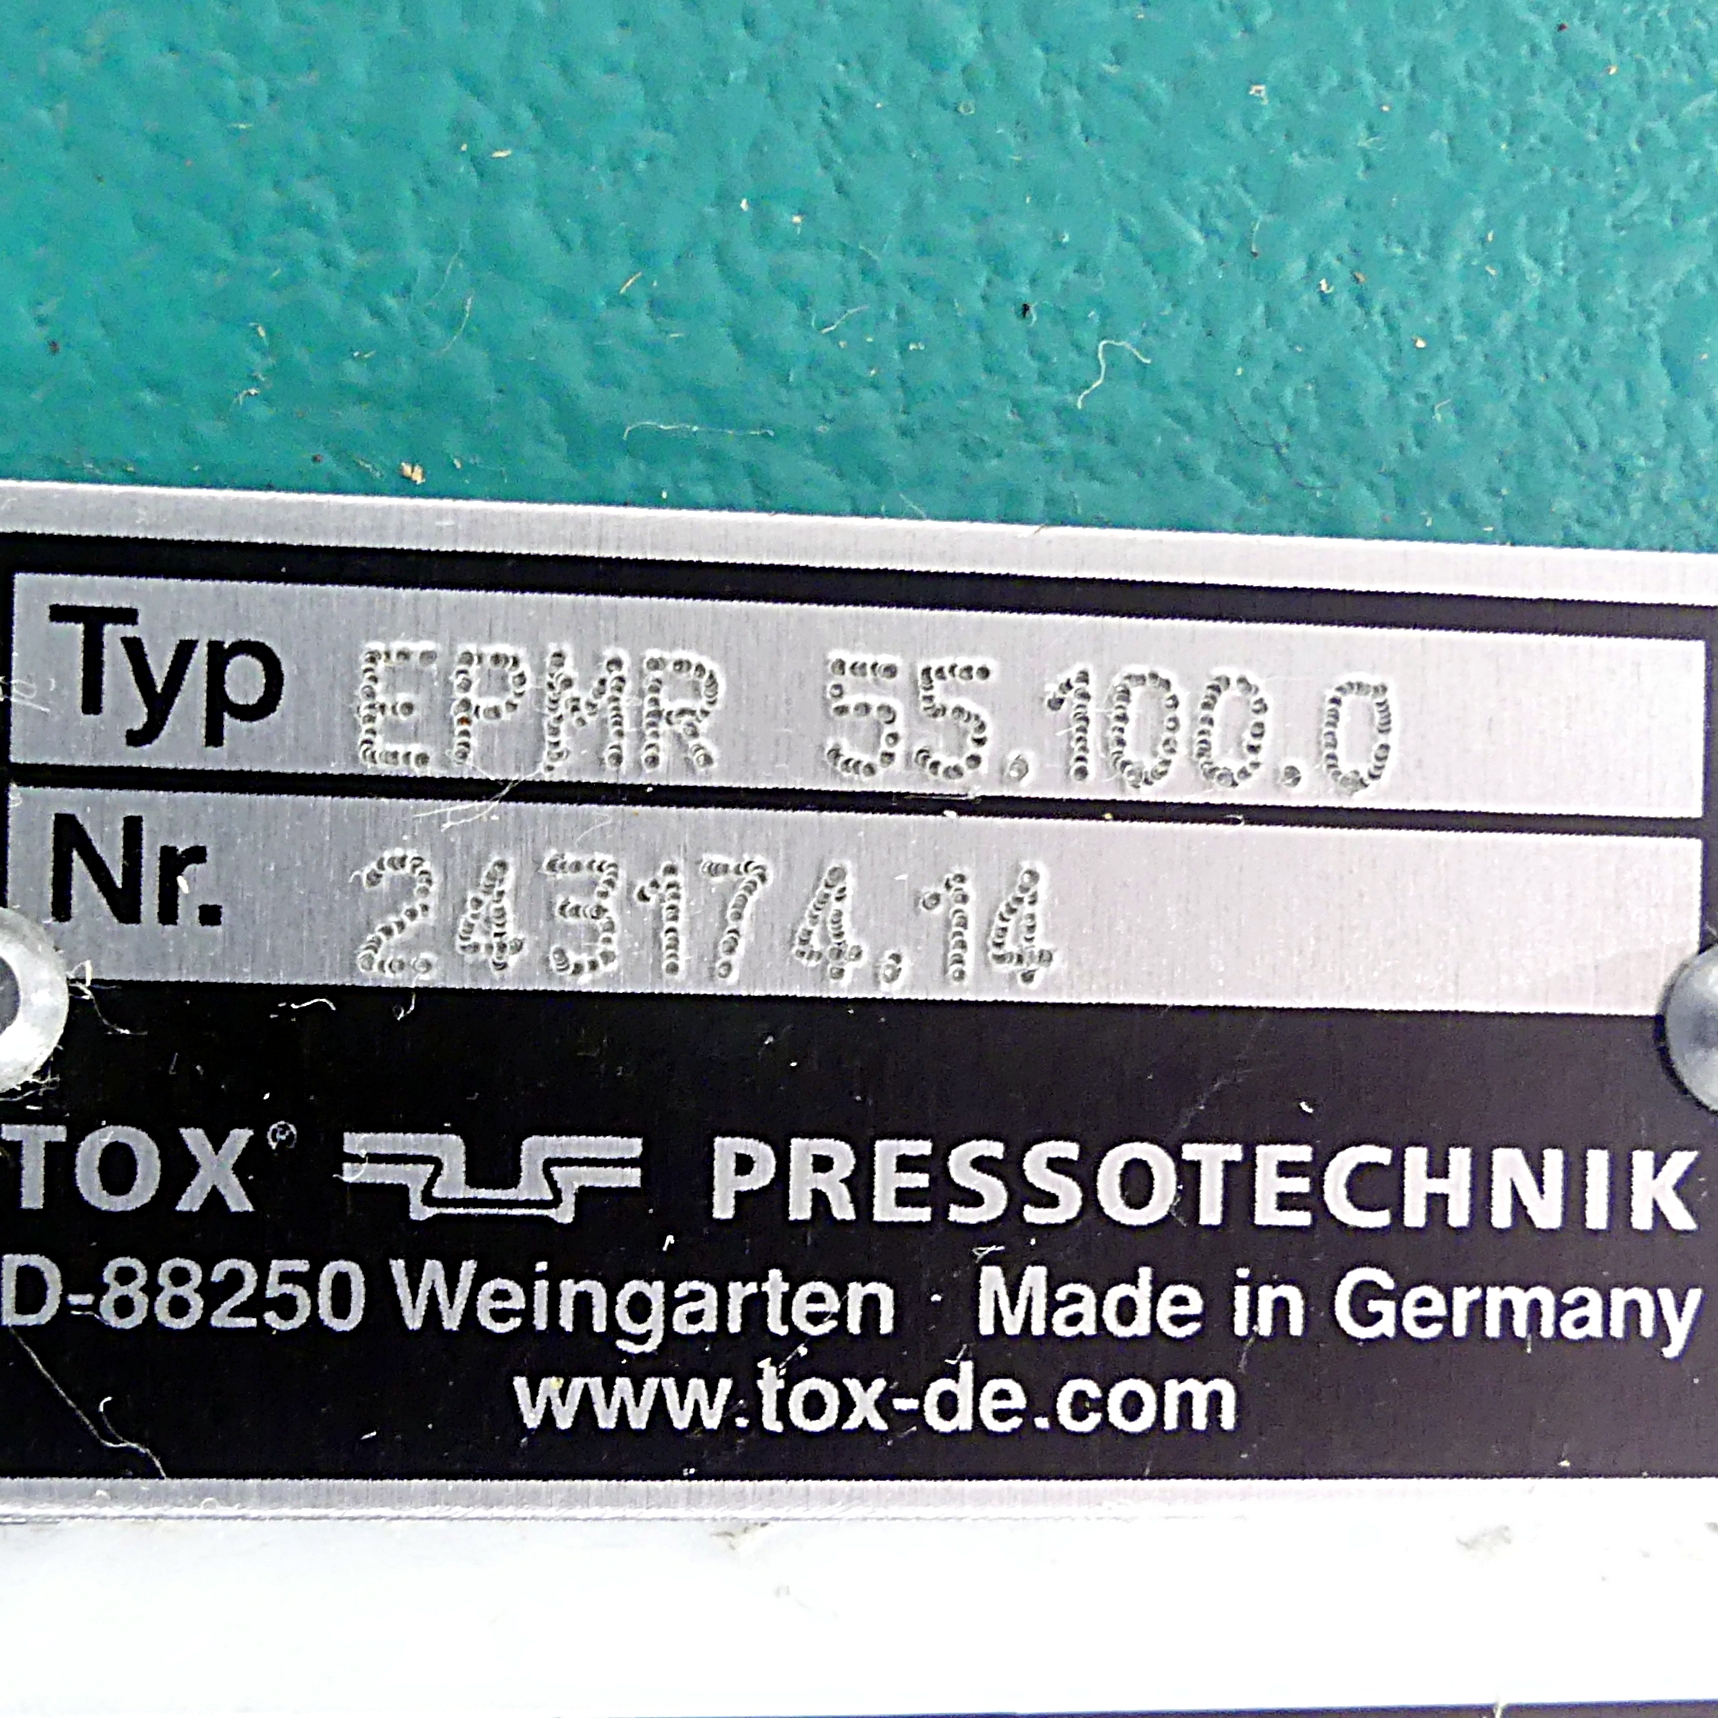 Typ EPMR 55.100.0
Nr. 243174.14
TOX® PRESSOTECHNIK
D-88250 Weingarten · Made in Germany
www.tox-de.com